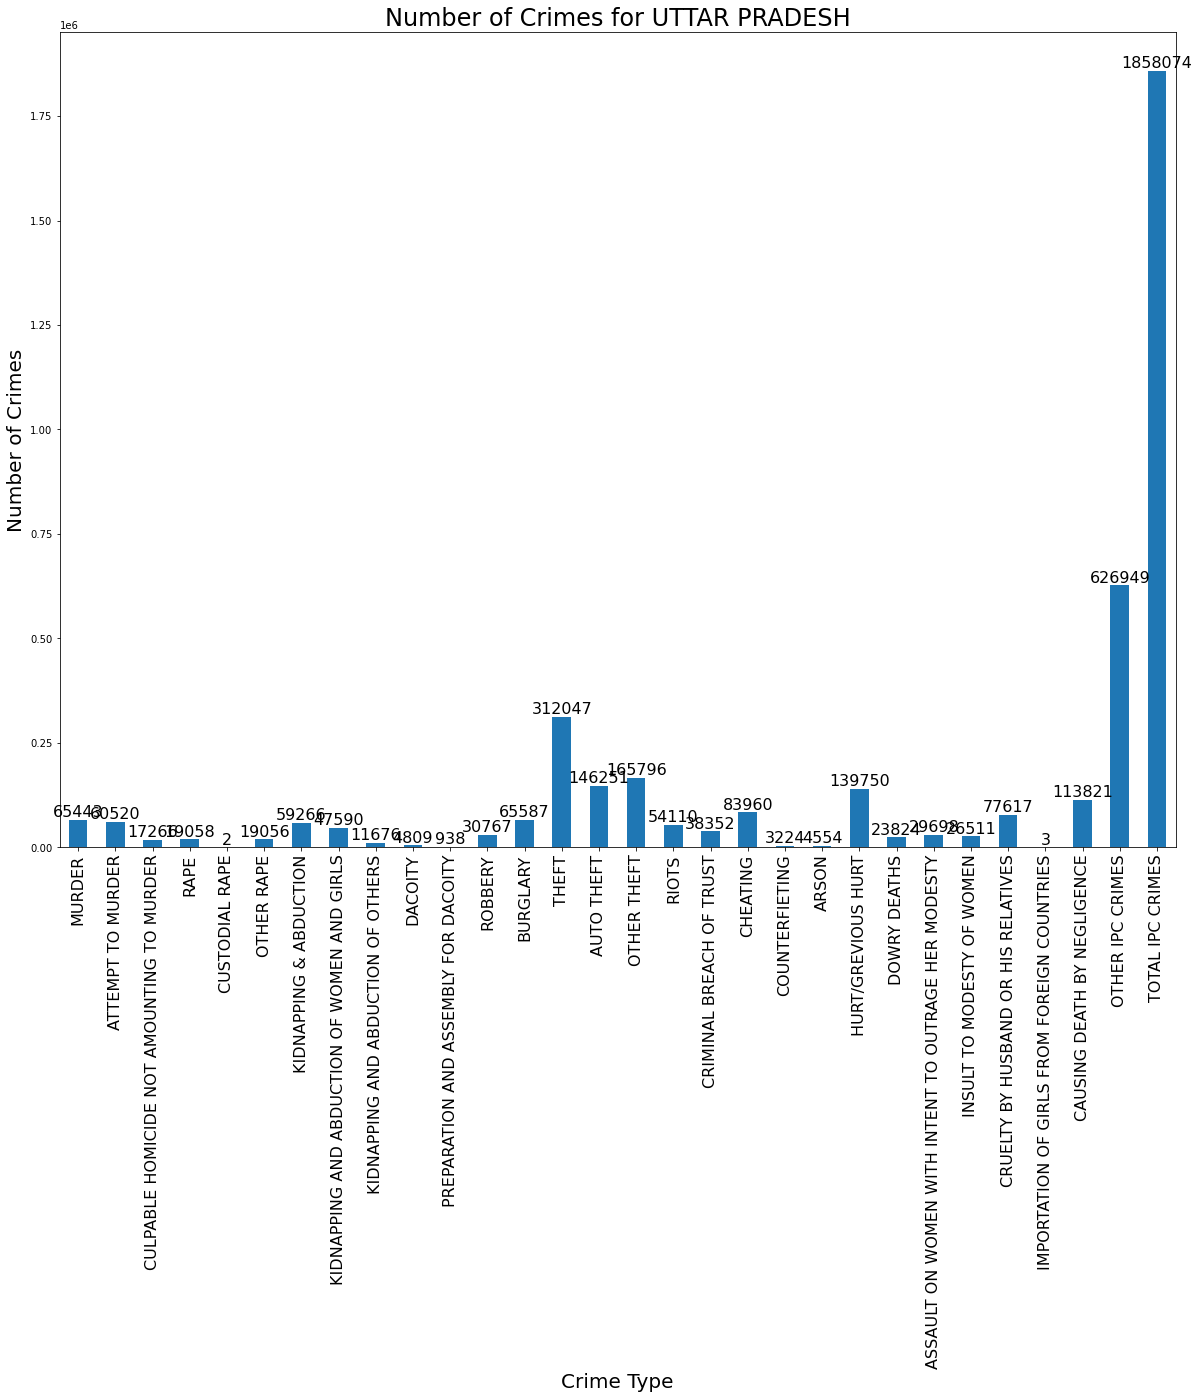 Number of Crimes for UTTAR PRADESH
1e6
1.75
1.50
1.25
1.00
0.75
0.50
0.25
0.00
Number of Crimes
65443
60520
17266
19058
2
19056
59266
47590
11676
4809
938
30767
65587
312047
146251
165796
54110
38352
83960
3224
4554
139750
23824
29698
26511
77617
3
113821
626949
1858074
MURDER
ATTEMPT TO MURDER
CULPABLE HOMICIDE NOT AMOUNTING TO MURDER
RAPE
CUSTODIAL RAPE
OTHER RAPE
KIDNAPPING & ABDUCTION
KIDNAPPING AND ABDUCTION OF WOMEN AND GIRLS
KIDNAPPING AND ABDUCTION OF OTHERS
DACOITY
PREPARATION AND ASSEMBLY FOR DACOITY
ROBBERY
BURGLARY
THEFT
AUTO THEFT
OTHER THEFT
RIOTS
CRIMINAL BREACH OF TRUST
CHEATING
COUNTERFIETING
ARSON
HURT/GREVIOUS HURT
DOWRY DEATHS
ASSAULT ON WOMEN WITH INTENT TO OUTRAGE HER MODESTY
INSULT TO MODESTY OF WOMEN
CRUELTY BY HUSBAND OR HIS RELATIVES
IMPORTATION OF GIRLS FROM FOREIGN COUNTRIES
CAUSING DEATH BY NEGLIGENCE
OTHER IPC CRIMES
TOTAL IPC CRIMES
Crime Type